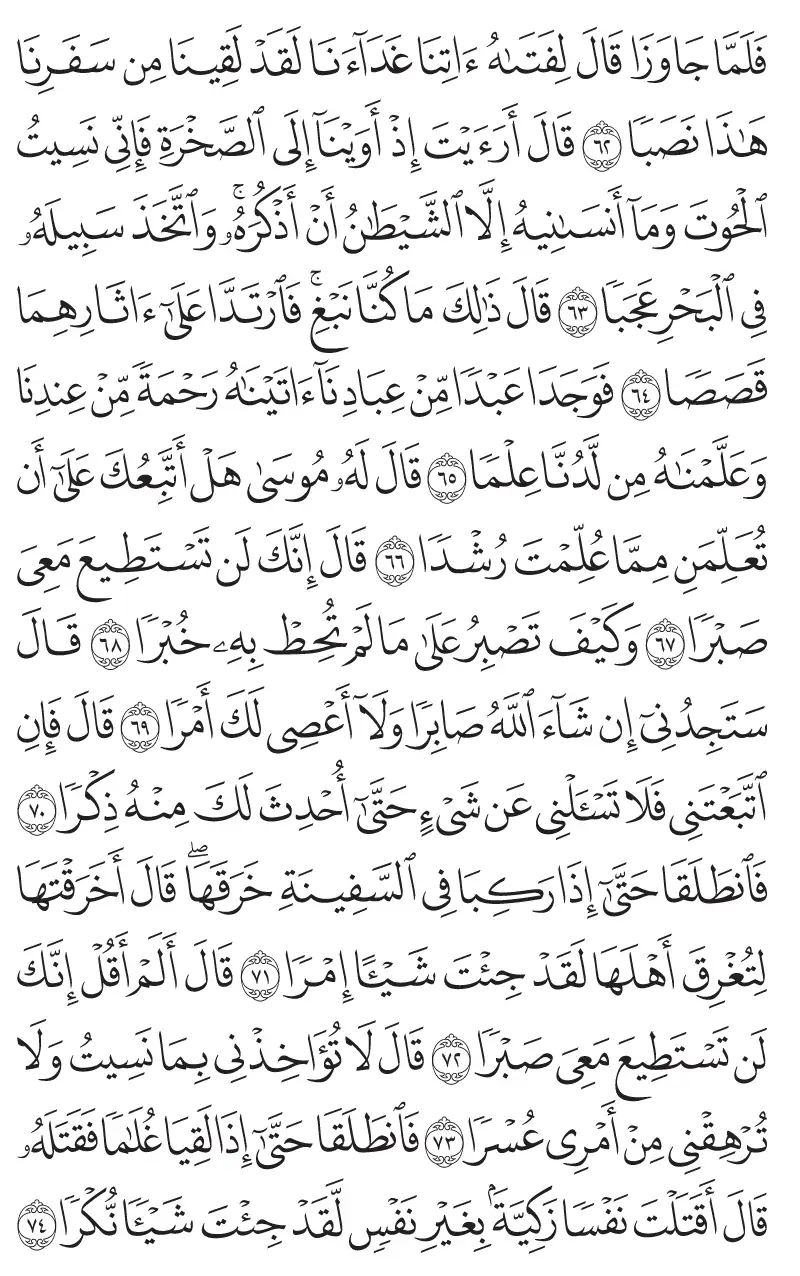 فَلَمَّا جَاوَزَا قَالَ لِفَتَىٰهُ ءَاتِنَا غَدَآءَنَا لَقَدْ لَقِينَا مِن سَفَرِنَا
هَٰذَا نَصَبًا ٦٢ قَالَ أَرَءَيْتَ إِذْ أَوَيْنَآ إِلَى ٱلصَّخْرَةِ فَإِنِّى نَسِيتُ
ٱلْحُوتَ وَمَآ أَنسَىٰنِيهُ إِلَّا ٱلشَّيْطَٰنُ أَنْ أَذْكُرَهُۥۚ وَٱتَّخَذَ سَبِيلَهُۥ
فِى ٱلْبَحْرِ عَجَبًا ٦٣ قَالَ ذَٰلِكَ مَا كُنَّا نَبْغِۚ فَٱرْتَدَّا عَلَىٰٓ ءَاثَارِهِمَا
قَصَصًا ٦٤ فَوَجَدَا عَبْدًا مِّنْ عِبَادِنَآ ءَاتَيْنَٰهُ رَحْمَةً مِّنْ عِندِنَا
وَعَلَّمْنَٰهُ مِن لَّدُنَّا عِلْمًا ٦٥ قَالَ لَهُۥ مُوسَىٰ هَلْ أَتَّبِعُكَ عَلَىٰٓ أَن
تُعَلِّمَنِ مِمَّا عُلِّمْتَ رُشْدًا ٦٦ قَالَ إِنَّكَ لَن تَسْتَطِيعَ مَعِىَ
صَبْرًا ٦٧ وَكَيْفَ تَصْبِرُ عَلَىٰ مَا لَمْ تُحِطْ بِهِۦ خُبْرًا ٦٨ قَالَ
سَتَجِدُنِىٓ إِن شَآءَ ٱللَّهُ صَابِرًا وَلَآ أَعْصِى لَكَ أَمْرًا ٦٩ قَالَ فَإِنِ
ٱتَّبَعْتَنِى فَلَا تَسْـَٔلْنِى عَن شَىْءٍ حَتَّىٰٓ أُحْدِثَ لَكَ مِنْهُ ذِكْرًا ٧٠
فَٱنطَلَقَا حَتَّىٰٓ إِذَا رَكِبَا فِى ٱلسَّفِينَةِ خَرَقَهَاۖ قَالَ أَخَرَقْتَهَا
لِتُغْرِقَ أَهْلَهَا لَقَدْ جِئْتَ شَيْـًٔا إِمْرًا ٧١ قَالَ أَلَمْ أَقُلْ إِنَّكَ
لَن تَسْتَطِيعَ مَعِىَ صَبْرًا ٧٢ قَالَ لَا تُؤَاخِذْنِى بِمَا نَسِيتُ وَلَا
تُرْهِقْنِى مِنْ أَمْرِى عُسْرًا ٧٣ فَٱنطَلَقَا حَتَّىٰٓ إِذَا لَقِيَا غُلَٰمًا فَقَتَلَهُۥ
قَالَ أَقَتَلْتَ نَفْسًا زَكِيَّةًۢ بِغَيْرِ نَفْسٍ لَّقَدْ جِئْتَ شَيْـًٔا نُّكْرًا ٧٤